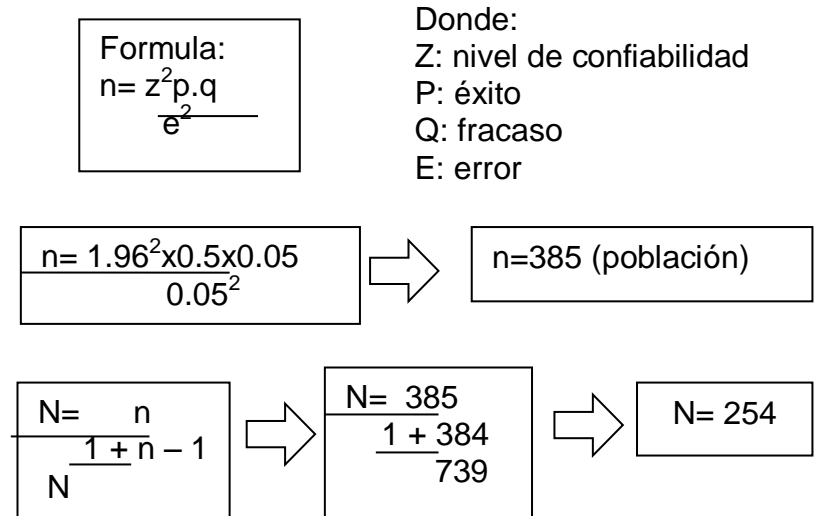 Formula:
n= z²p.q
e²
Donde:
Z: nivel de confiabilidad
P: éxito
Q: fracaso
E: error
n= 1.96²x0.5x0.05
0.05²
n=385 (población)
N= n
1 + n – 1
N
N= 385
1 + 384
739
N= 254